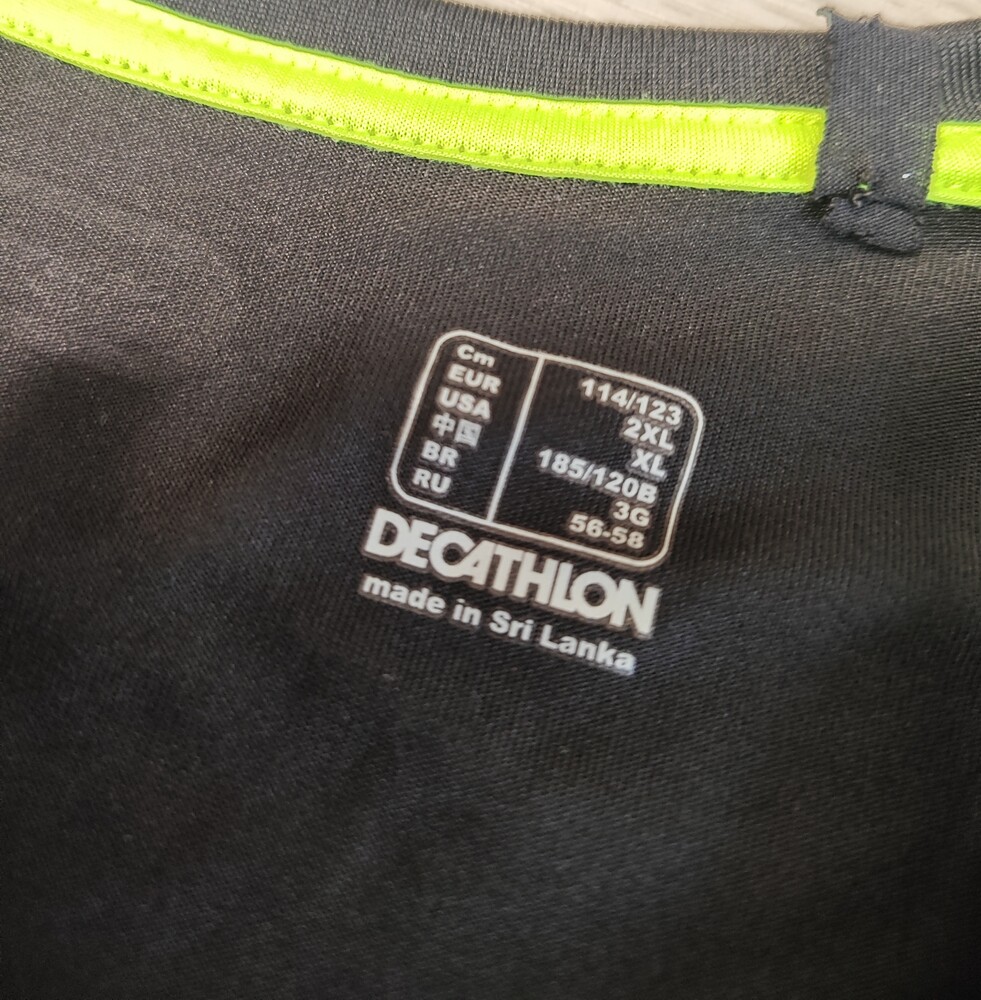 Cm 114/123
EUR 2XL
USA XL
中国 185/120B
BR 3G
RU 56-58
DECATHLON
made in Sri Lanka